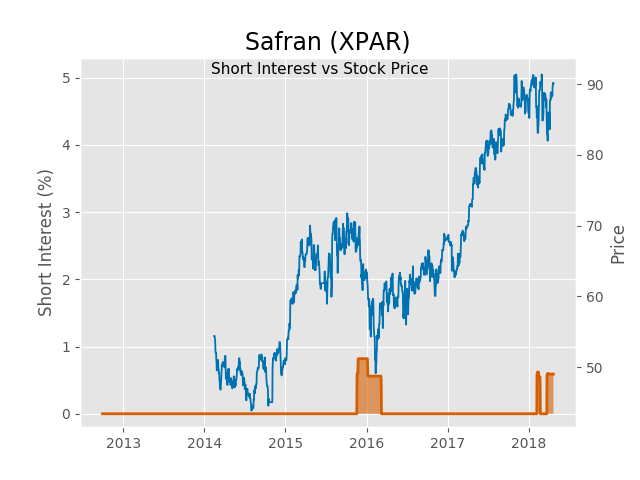 Safran (XPAR)
Short Interest vs Stock Price
Short Interest (%)
5
4
3
2
1
0
90
80
70
60
50
Price
2013 2014 2015 2016 2017 2018